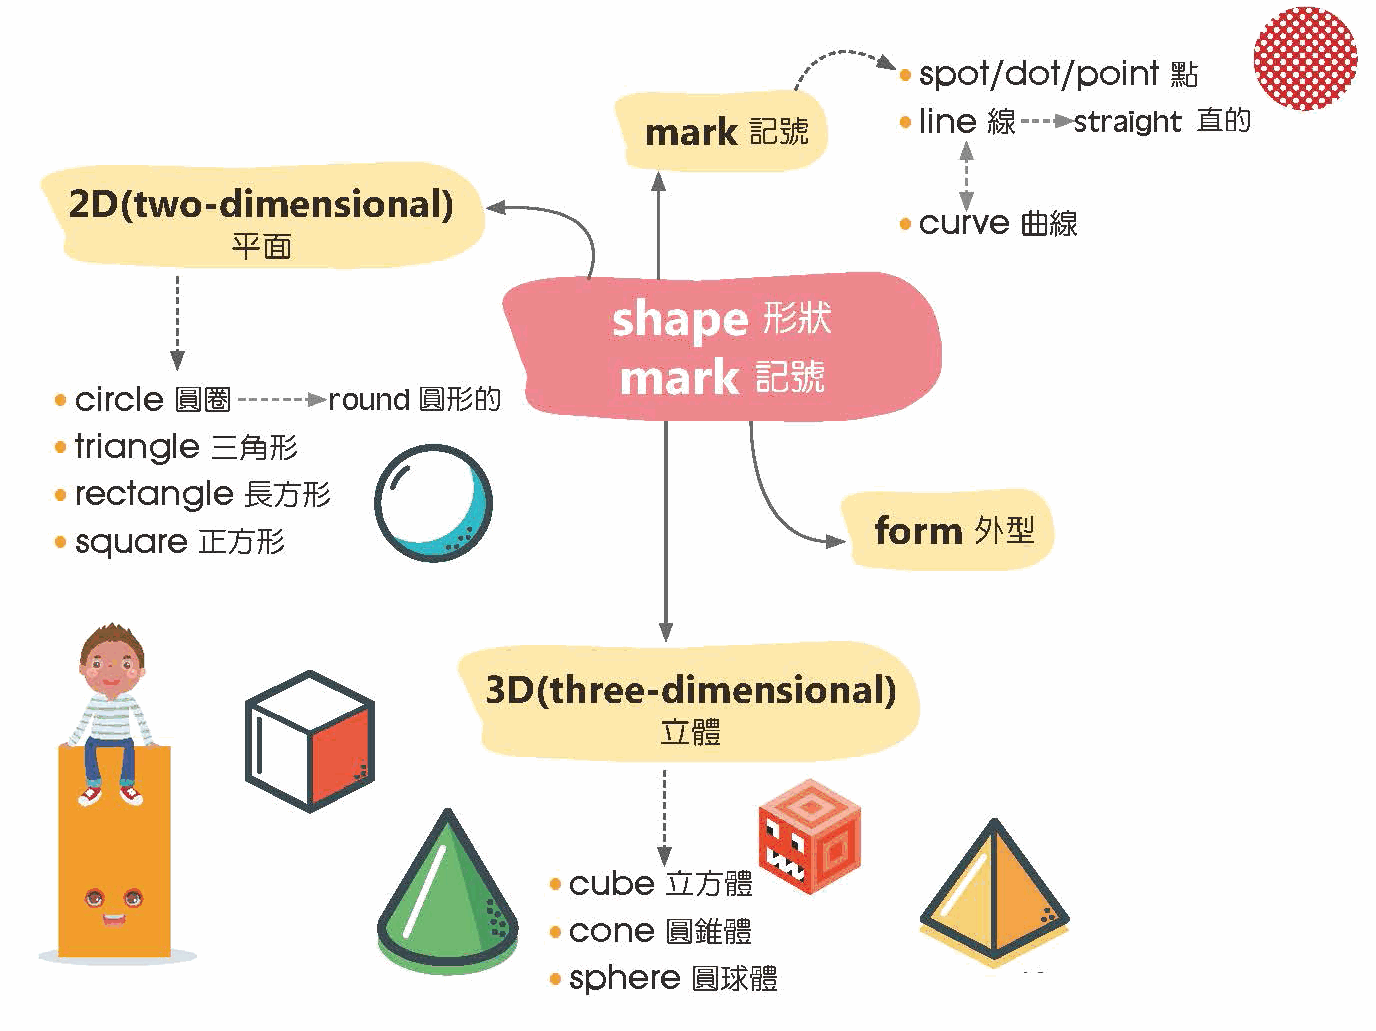 spot/dot/point 點
line 線 straight 直的
curve 曲線
mark 記號
2D(two-dimensional)
平面
shape 形狀
mark 記號
circle 圓圈 round 圓形的
triangle 三角形
rectangle 長方形
square 正方形
form 外型
3D(three-dimensional)
立體
cube 立方體
cone 圓錐體
sphere 圓球體